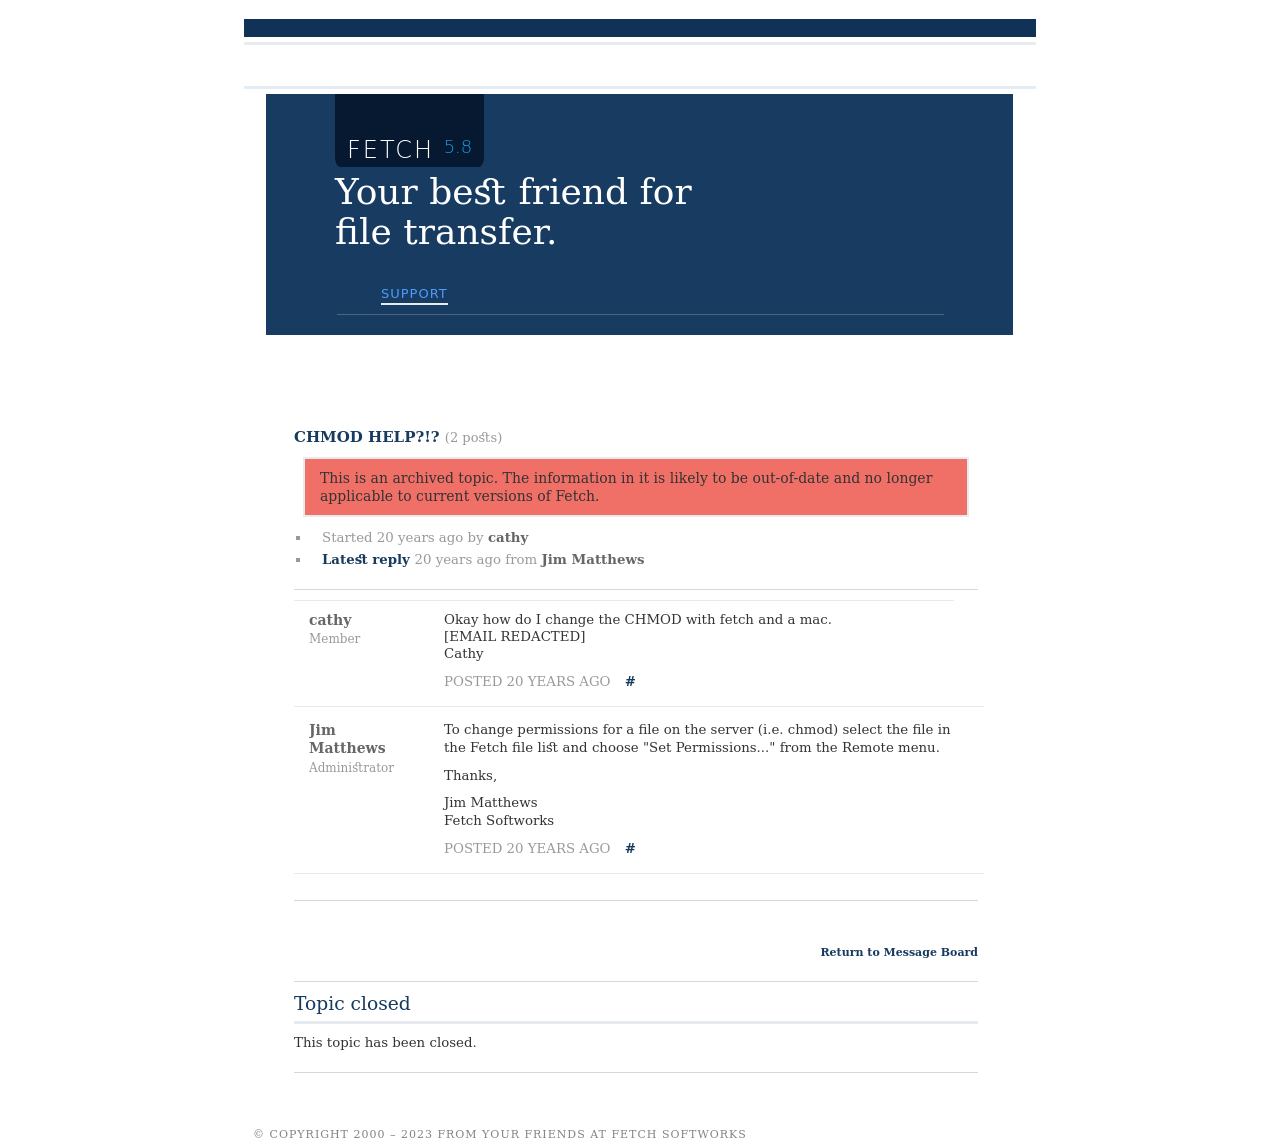 FETCH 5.8
Your best friend for
file transfer.
SUPPORT
CHMOD HELP?!? (2 posts)
This is an archived topic. The information in it is likely to be out-of-date and no longer
applicable to current versions of Fetch.
Started 20 years ago by cathy
Latest reply 20 years ago from Jim Matthews
cathy
Member
Okay how do I change the CHMOD with fetch and a mac.
[EMAIL REDACTED]
Cathy
POSTED 20 YEARS AGO #
Jim
Matthews
Administrator
To change permissions for a file on the server (i.e. chmod) select the file in
the Fetch file list and choose "Set Permissions..." from the Remote menu.
Thanks,
Jim Matthews
Fetch Softworks
POSTED 20 YEARS AGO #
Return to Message Board
Topic closed
This topic has been closed.
© COPYRIGHT 2000 – 2023 FROM YOUR FRIENDS AT FETCH SOFTWORKS